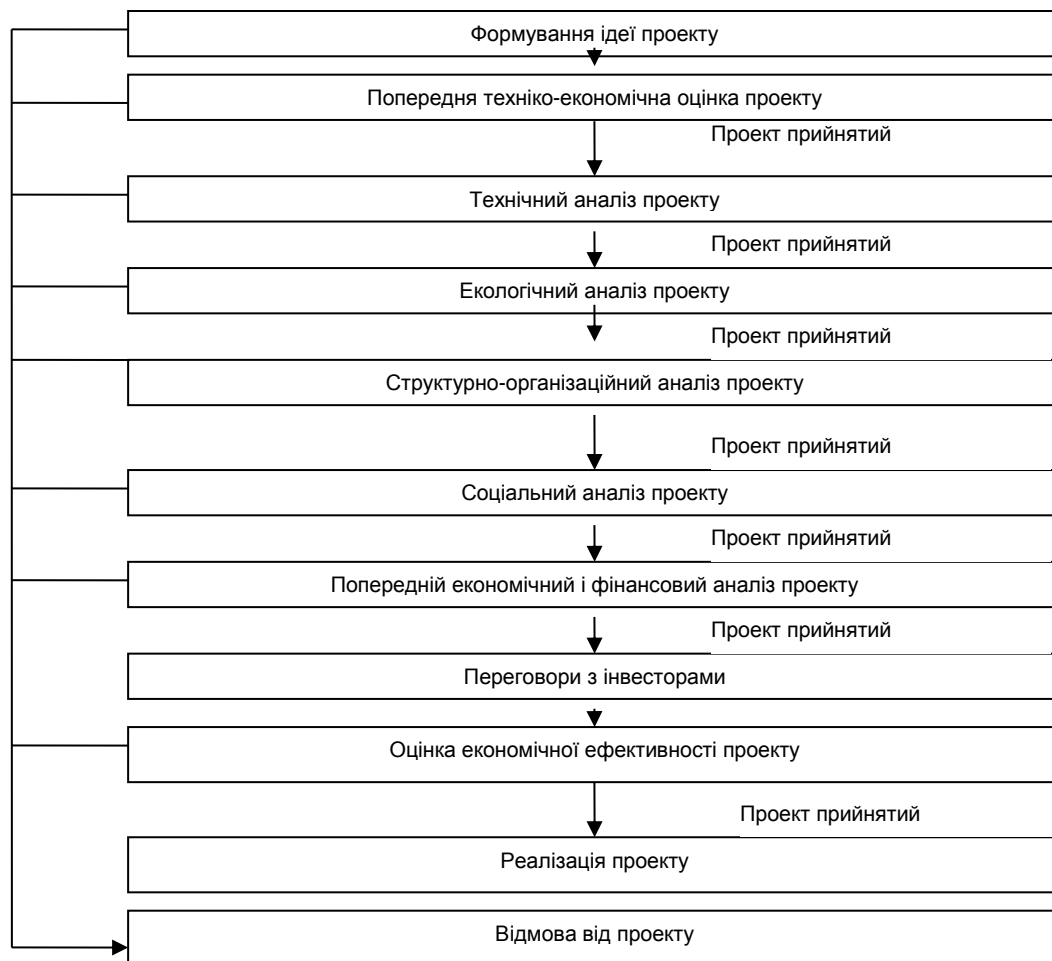 Формування ідеї проекту
Попередня техніко-економічна оцінка проекту
Проект прийнятий
Технічний аналіз проекту
Проект прийнятий
Екологічний аналіз проекту
Проект прийнятий
Структурно-організаційний аналіз проекту
Проект прийнятий
Соціальний аналіз проекту
Проект прийнятий
Попередній економічний і фінансовий аналіз проекту
Проект прийнятий
Переговори з інвесторами
Оцінка економічної ефективності проекту
Проект прийнятий
Реалізація проекту
Відмова від проекту